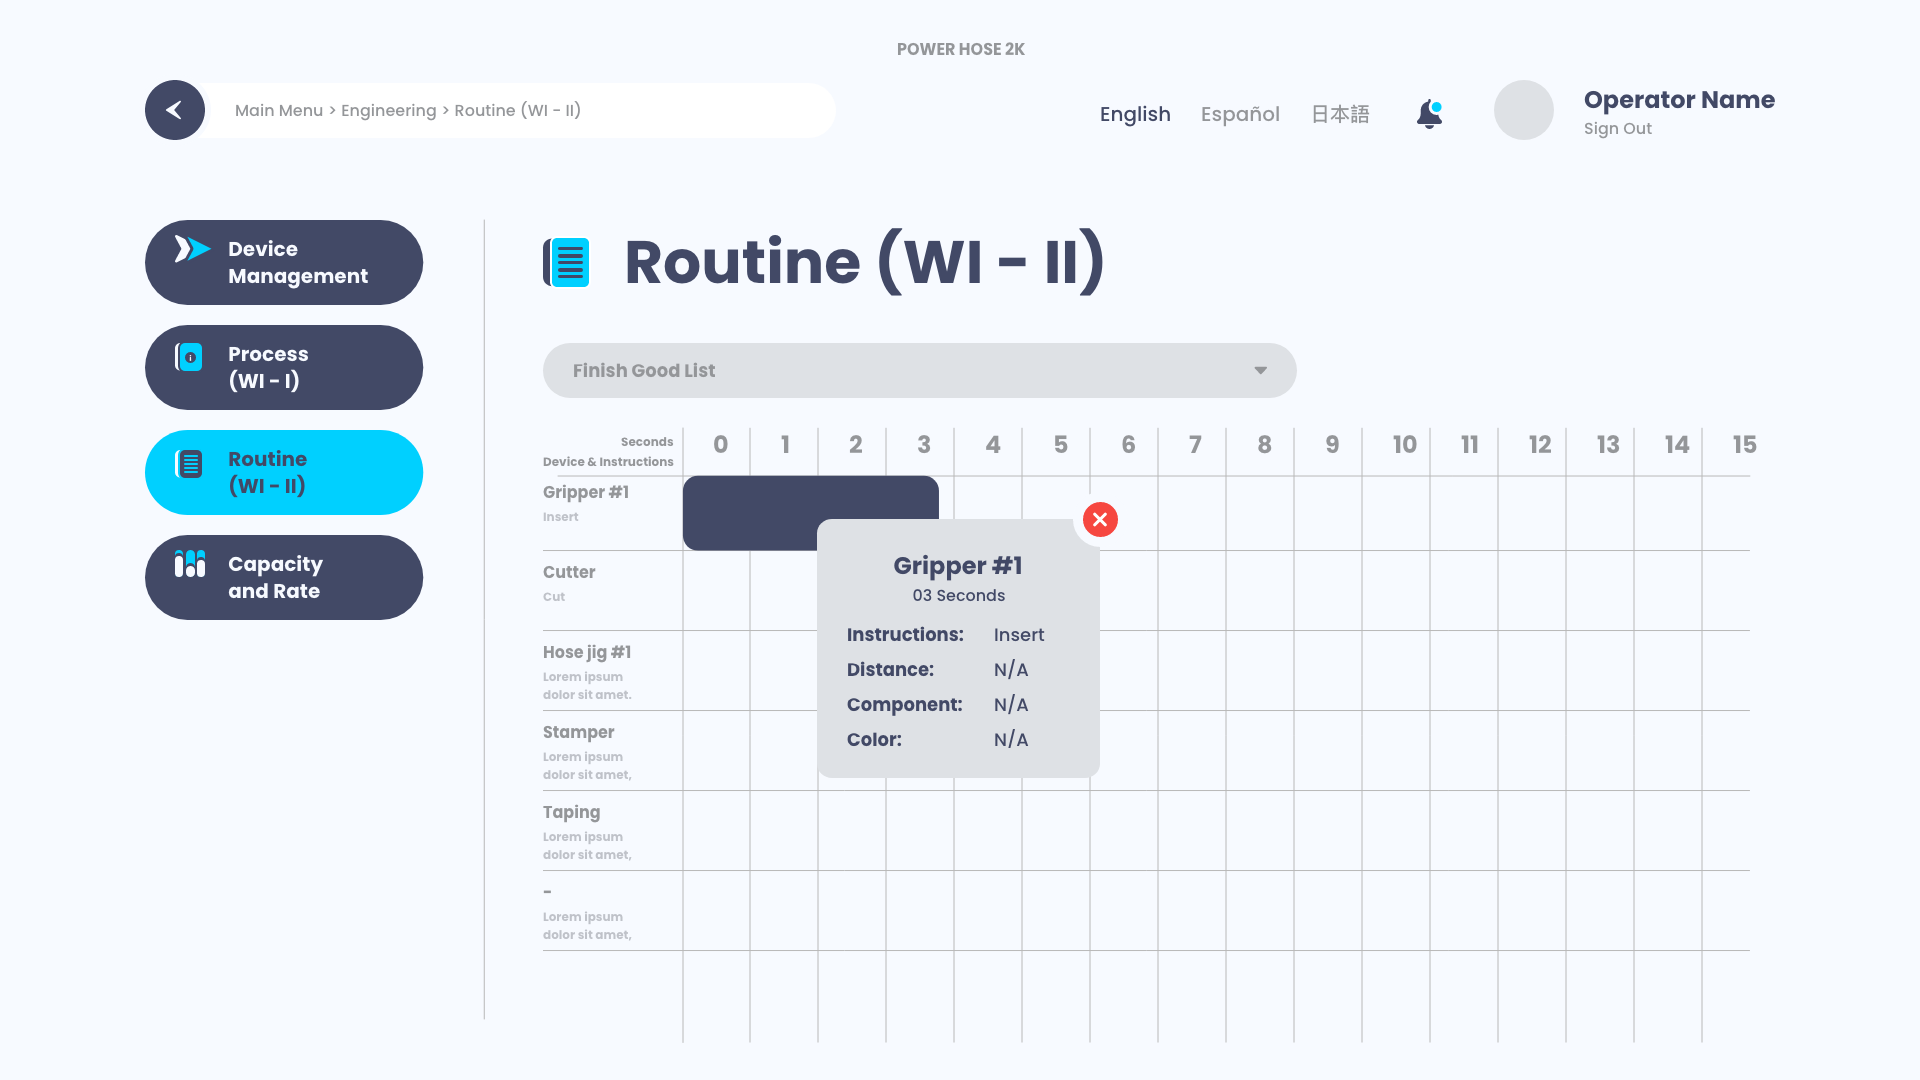 POWER HOSE 2K
Main Menu > Engineering > Routine (WI - II)
English
Español
日本語
Operator Name
Sign Out
Device
Management
Process
(WI - I)
Routine
(WI - II)
Capacity
and Rate
Routine (WI - II)
Finish Good List
Seconds
0 1 2 3 4 5 6 7 8 9 10 11 12 13 14 15
Device & Instructions
Gripper #1
Insert
Cutter
Cut
Hose jig #1
Lorem ipsum
dolor sit amet.
Stamper
Lorem ipsum
dolor sit amet,
Taping
Lorem ipsum
dolor sit amet,
-
Lorem ipsum
dolor sit amet,
Gripper #1
03 Seconds
Instructions: Insert
Distance: N/A
Component: N/A
Color: N/A